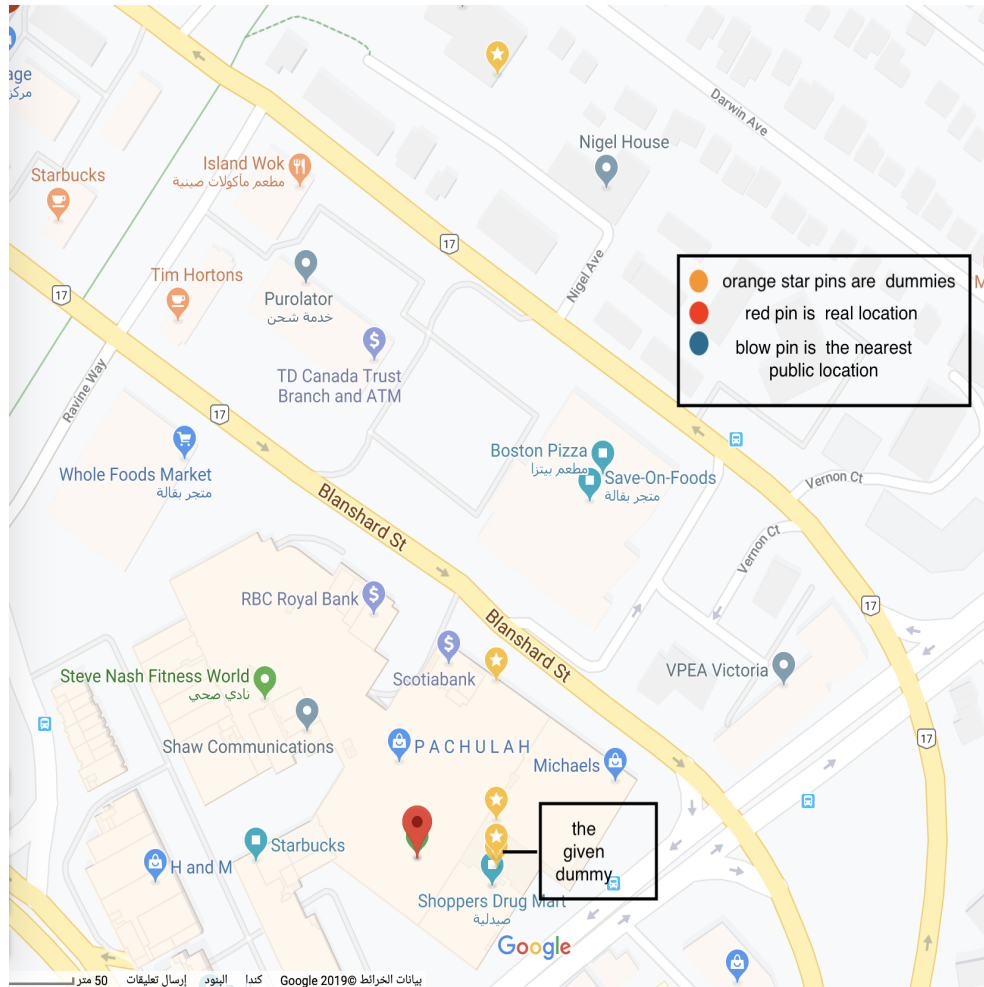 age
مركز
Darwin Ave
Nigel House
Starbucks
Island Wok
مطعم مأكولات صينية
17
17
Nigel Ave
Tim Hortons
Purolator
خدمة شحن
orange star pins are dummies
red pin is real location
blow pin is the nearest
public location
M
TD Canada Trust
Branch and ATM
Ravine Way
17
Whole Foods Market
متجر بقالة
Boston Pizza
مطعم بيتزا
Save-On-Foods
متجر بقالة
Vernon Ct
Blanshard St
Vernon Ct
RBC Royal Bank
17
Blanshard St
Scotiabank
VPEA Victoria
Steve Nash Fitness World
نادي صحي
Shaw Communications
17
PACHULAH
Michaels
the
given
dummy
Starbucks
H and M
Shoppers Drug Mart
صيدلية
Google
بيانات الخرائط ©2019 Google كندا البنود إرسال تعليقات 50 متر